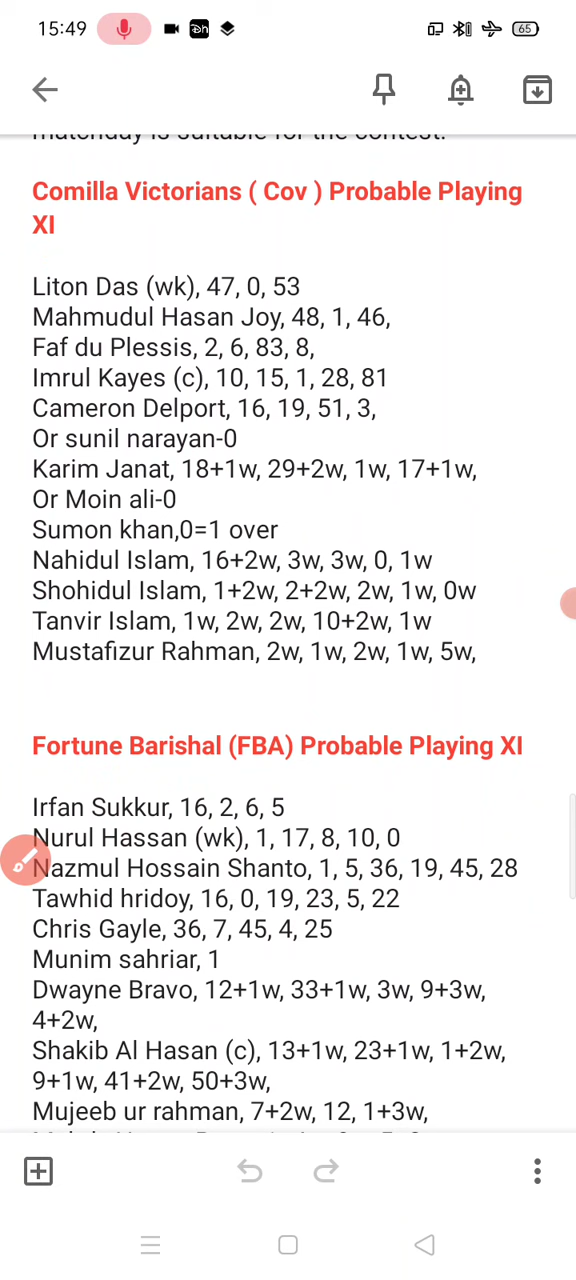 15:49
Dh
65
Comilla Victorians ( Cov ) Probable Playing
XI
Liton Das (wk), 47, 0, 53
Mahmudul Hasan Joy, 48, 1, 46,
Faf du Plessis, 2, 6, 83, 8,
Imrul Kayes (c), 10, 15, 1, 28, 81
Cameron Delport, 16, 19, 51, 3,
Or sunil narayan-0
Karim Janat, 18+1w, 29+2w, 1w, 17+1w,
Or Moin ali-0
Sumon khan,0=1 over
Nahidul Islam, 16+2w, 3w, 3w, 0, 1w
Shohidul Islam, 1+2w, 2+2w, 2w, 1w, 0w
Tanvir Islam, 1w, 2w, 2w, 10+2w, 1w
Mustafizur Rahman, 2w, 1w, 2w, 1w, 5w,
Fortune Barishal (FBA) Probable Playing XI
Irfan Sukkur, 16, 2, 6, 5
Nurul Hassan (wk), 1, 17, 8, 10, 0
Nazmul Hossain Shanto, 1, 5, 36, 19, 45, 28
Tawhid hridoy, 16, 0, 19, 23, 5, 22
Chris Gayle, 36, 7, 45, 4, 25
Munim sahriar, 1
Dwayne Bravo, 12+1w, 33+1w, 3w, 9+3w,
4+2w,
Shakib Al Hasan (c), 13+1w, 23+1w, 1+2w,
9+1w, 41+2w, 50+3w,
Mujeeb ur rahman, 7+2w, 12, 1+3w,